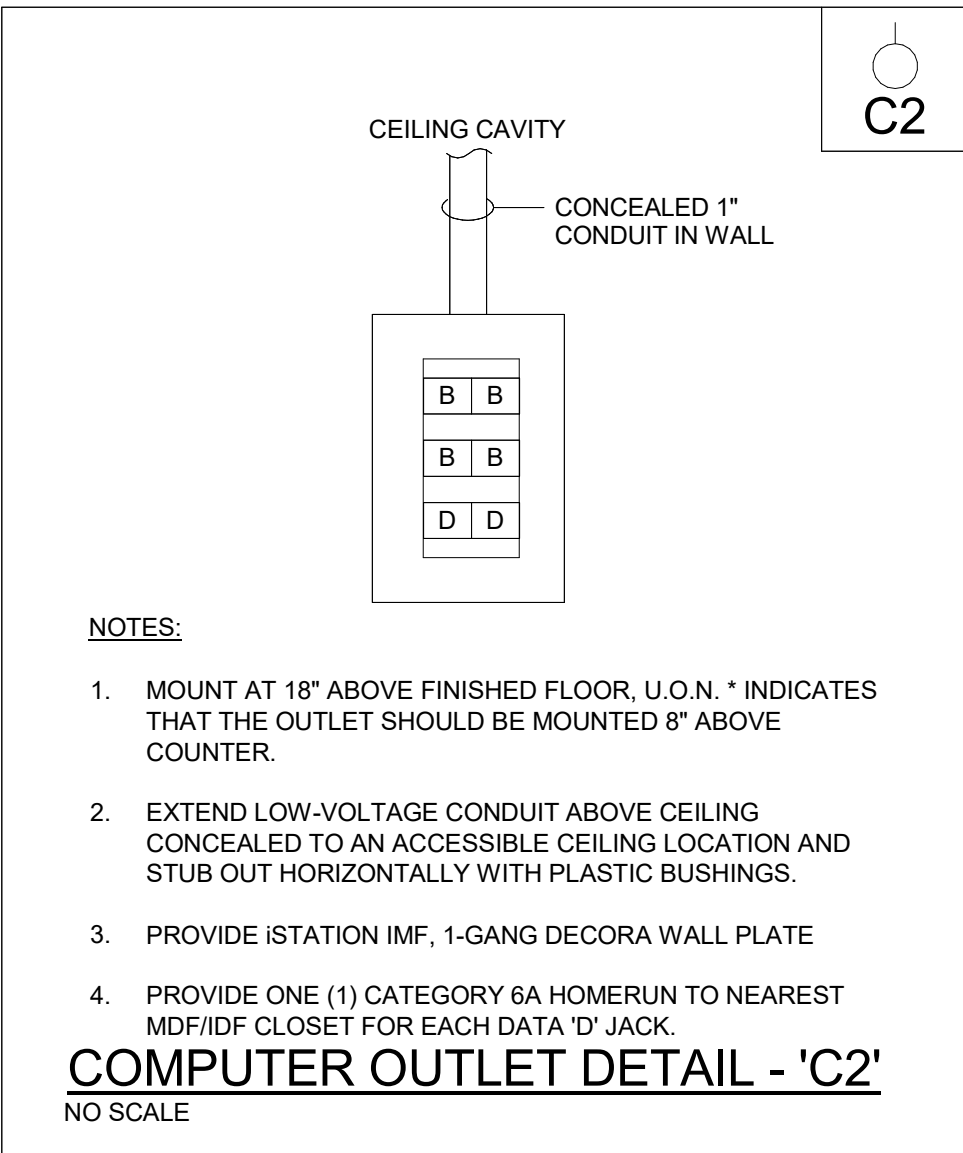 C2
CEILING CAVITY
CONCEALED 1"
CONDUIT IN WALL
B B
B B
D D
NOTES:
1. MOUNT AT 18" ABOVE FINISHED FLOOR, U.O.N. * INDICATES
THAT THE OUTLET SHOULD BE MOUNTED 8" ABOVE
COUNTER.
2. EXTEND LOW-VOLTAGE CONDUIT ABOVE CEILING
CONCEALED TO AN ACCESSIBLE CEILING LOCATION AND
STUB OUT HORIZONTALLY WITH PLASTIC BUSHINGS.
3. PROVIDE iSTATION IMF, 1-GANG DECORA WALL PLATE
4. PROVIDE ONE (1) CATEGORY 6A HOMERUN TO NEAREST
MDF/IDF CLOSET FOR EACH DATA 'D' JACK.
COMPUTER OUTLET DETAIL - 'C2'
NO SCALE